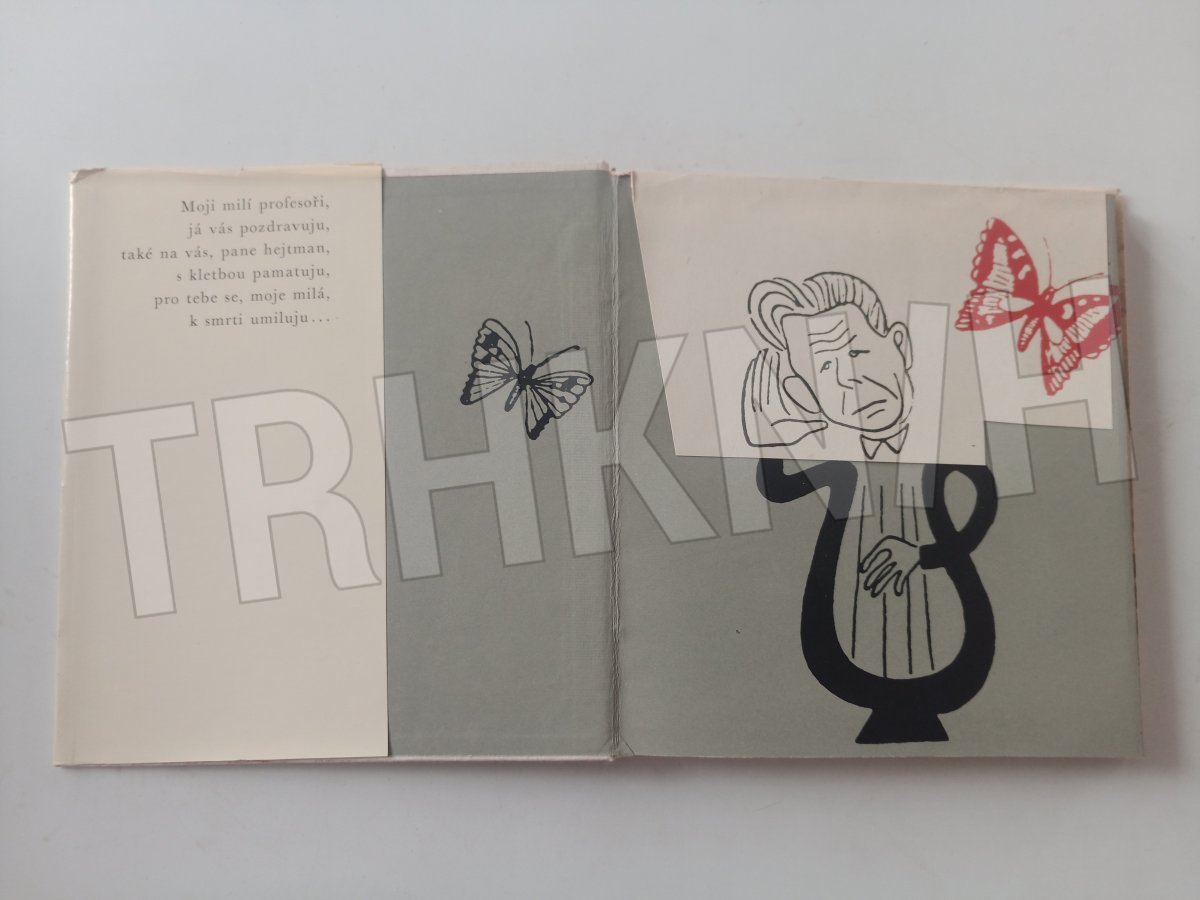 Moji milí profesoři,
já vás pozdravuju,
také na vás, pane hejtman,
s kletbou pamatuju,
pro tebe se, moje milá,
k smrti umiluju...
TRHKNIH